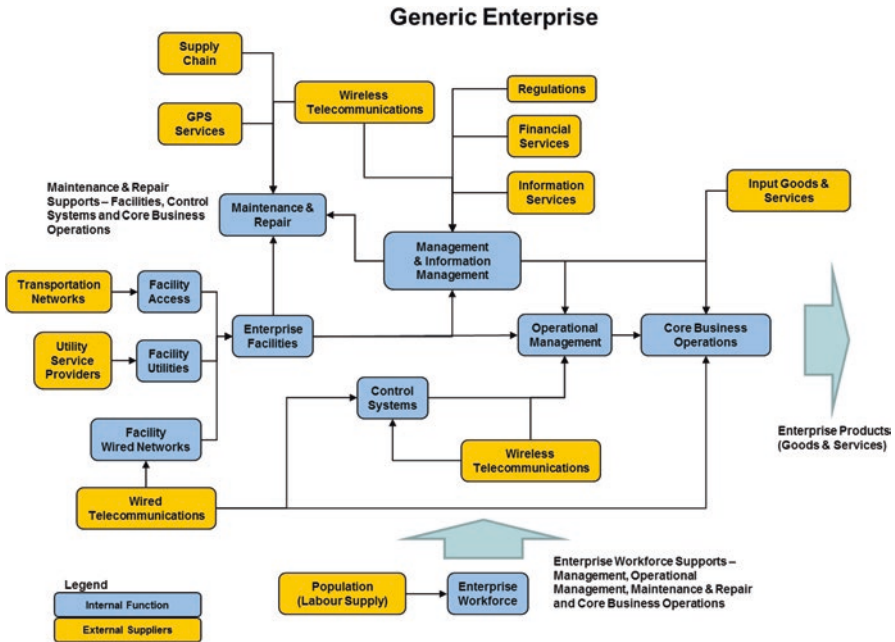 Generic Enterprise
Supply
Chain
Wireless
Telecommunications
Regulations
GPS
Services
Financial
Services
Maintenance & Repair
Supports – Facilities, Control
Systems and Core Business
Operations
Maintenance &
Repair
Information
Services
Input Goods &
Services
Management
& Information
Management
Transportation
Networks
Facility
Access
Enterprise
Facilities
Operational
Management
Core Business
Operations
Utility
Service
Providers
Facility
Utilities
Control
Systems
Facility
Wired Networks
Wireless
Telecommunications
Enterprise Products
(Goods & Services)
Wired
Telecommunications
Population
(Labour Supply)
Enterprise
Workforce
Enterprise Workforce Supports –
Management, Operational
Management, Maintenance & Repair
and Core Business Operations
Legend
Internal Function
External Suppliers